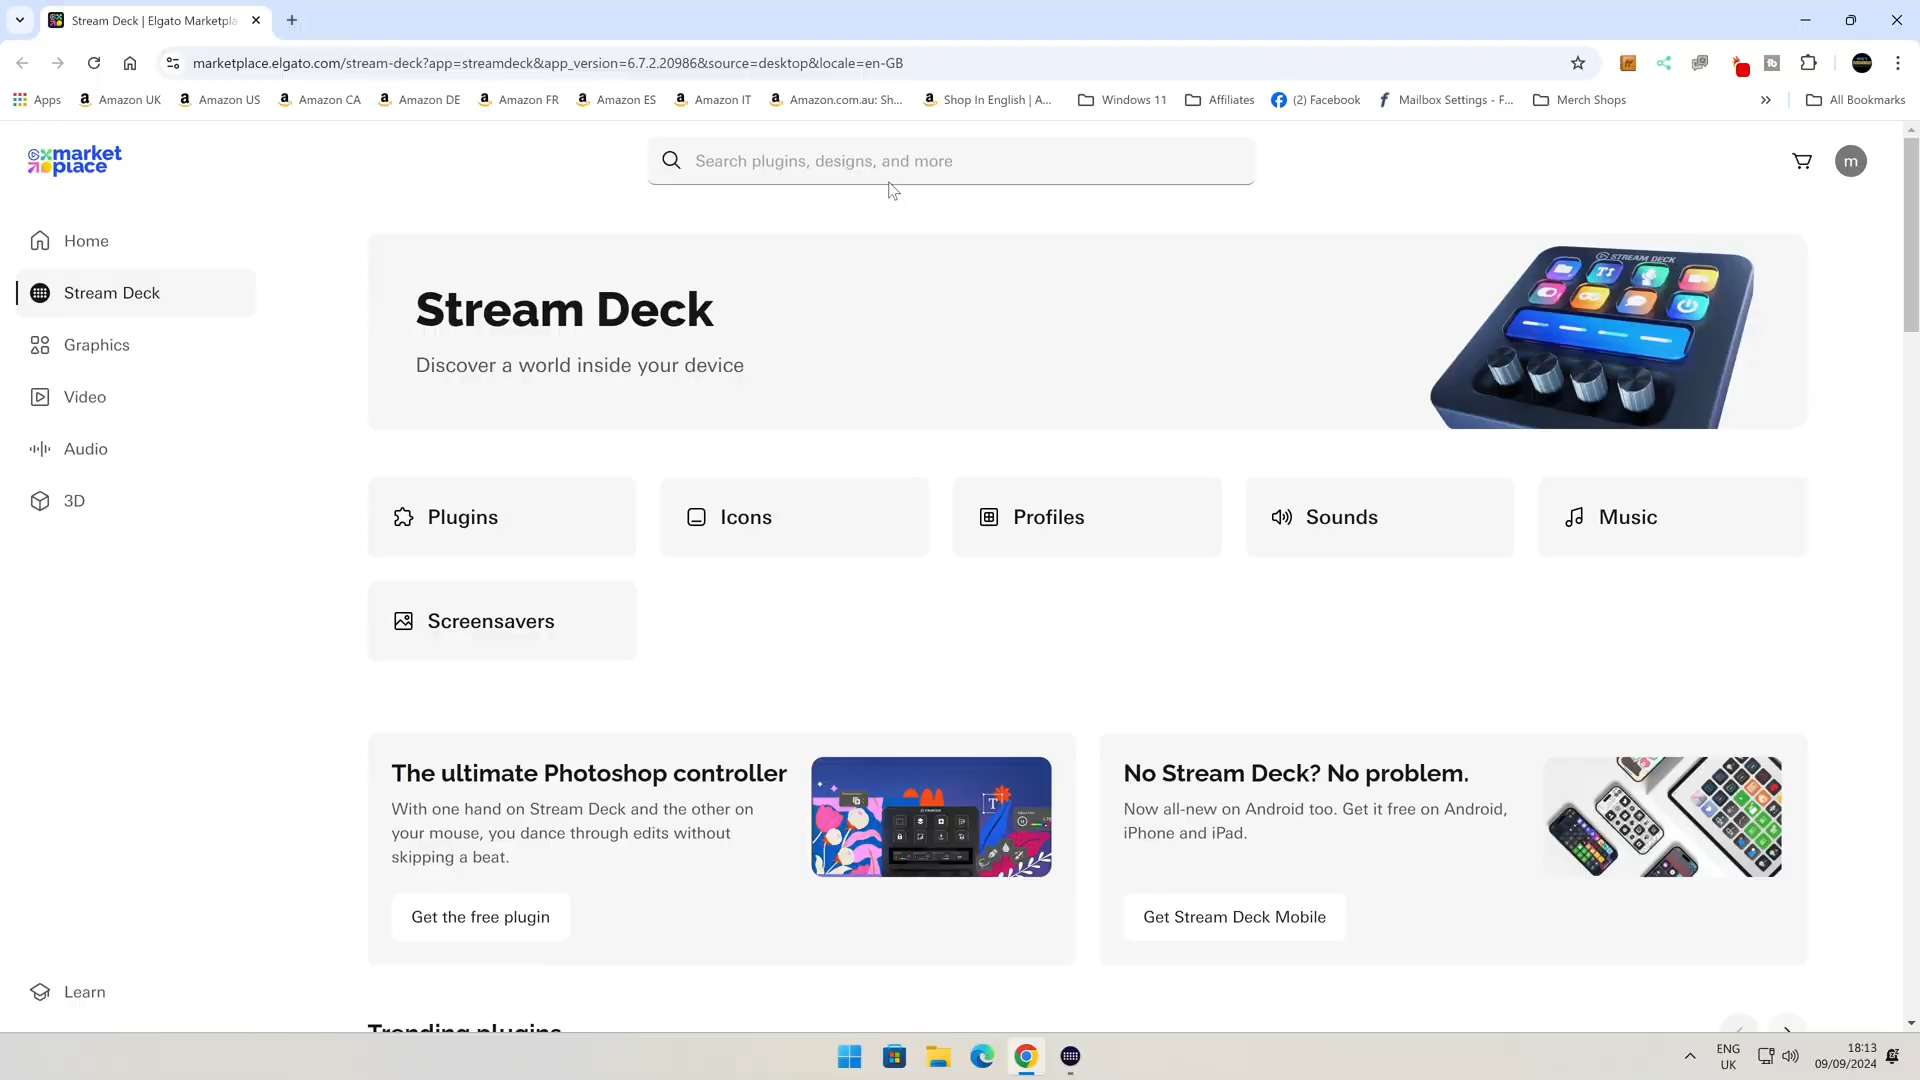 Stream Deck | Elgato Marketpla
marketplace.elgato.com/stream-deck?app=streamdeck&app_version=6.7.2.20986&source=desktop&locale=en-GB
Apps Amazon UK Amazon US Amazon CA Amazon DE Amazon FR Amazon ES Amazon IT Amazon.com.au: Sh... Shop In English | A... Windows 11 Affiliates (2) Facebook Mailbox Settings - F... Merch Shops » All Bookmarks
market
place
Search plugins, designs, and more
m
Home
Stream Deck
Graphics
Video
Audio
3D
Learn
Stream Deck
Discover a world inside your device
STREAM DECK
Plugins
Icons
Profiles
Sounds
Music
Screensavers
The ultimate Photoshop controller
With one hand on Stream Deck and the other on
your mouse, you dance through edits without
skipping a beat.
Get the free plugin
No Stream Deck? No problem.
Now all-new on Android too. Get it free on Android,
iPhone and iPad.
Get Stream Deck Mobile
Trending plugins
ENG
UK
18:13
09/09/2024